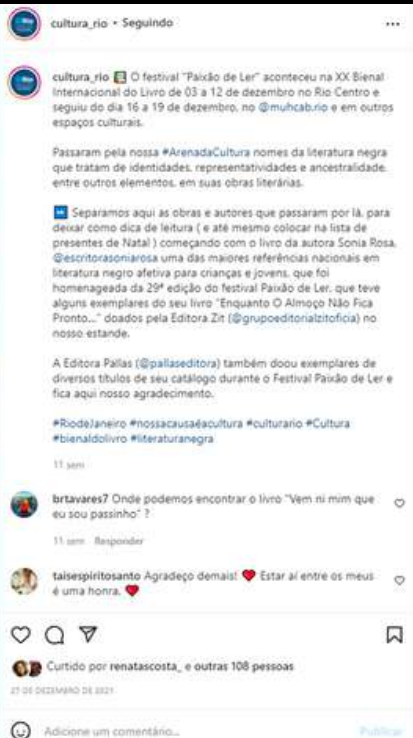 cultura_rio • Seguindo
cultura_rio O festival "Paixão de Ler" aconteceu na XX Bienal
Internacional do Livro de 03 a 12 de dezembro no Rio Centro e
seguiu do dia 16 a 19 de dezembro, no @muhcab.rio e em outros
espaços culturais.
Passaram pela nossa #ArenadaCultura nomes da literatura negra
que tratam de identidades, representatividades e ancestralidade,
entre outros elementos, em suas obras literárias.
Separamos aqui as obras e autores que passaram por lá, para
deixar como dica de leitura ( e até mesmo colocar na lista de
presentes de Natal ) começando com o livro da autora Sonia Rosa,
@escritorasoniarosa uma das maiores referências nacionais em
literatura negro afetiva para crianças e jovens, que foi
homenageada da 29ª edição do festival Paixão de Ler, que teve
alguns exemplares do seu livro "Enquanto O Almoço Não Fica
Pronto..." doados pela Editora Zit (@grupoeditorialzitoficia) no
nosso estande.
A Editora Pallas (@pallaseditora) também doou exemplares de
diversos títulos de seu catálogo durante o Festival Paixão de Ler e
fica aqui nosso agradecimento.
#RiodeJaneiro #nossacausaéacultura #culturario #Cultura
#bienaldolivro #literaturanegra
11 sem
brtavares7 Onde podemos encontrar o livro "Vem ni mim que
eu sou passinho" ?
11 sem Responder
taisespiritosanto Agradeço demais! ❤ Estar aí entre os meus
é uma honra. ❤
Curtido por renatascosta_ e outras 108 pessoas
27 DE DEZEMBRO DE 2021
Adicione um comentário... Publicar